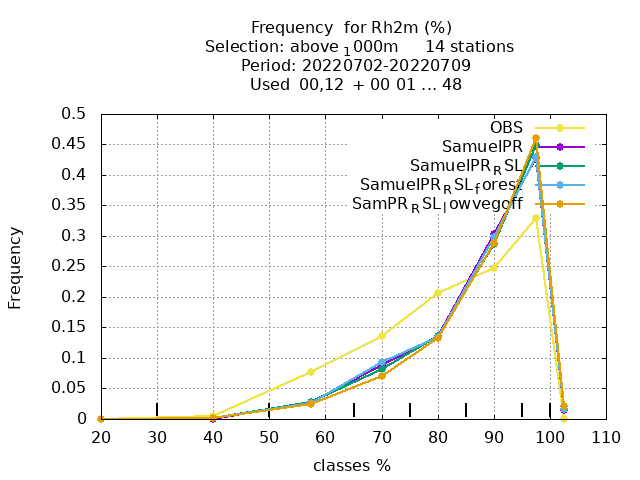 Frequency for Rh2m (%)
Selection: above 1000m 14 stations
Period: 20220702-20220709
Used 00,12 + 00 01 ... 48
0.5
0.45
0.4
0.35
0.3
0.25
0.2
0.15
0.1
0.05
0
OBS
SamuelPR
SamuelPR_RSL
SamuelPR_RSL_forest
SamPR_RSL_lowvegoff
Frequency
20 30 40 50 60 70 80 90 100 110
classes %